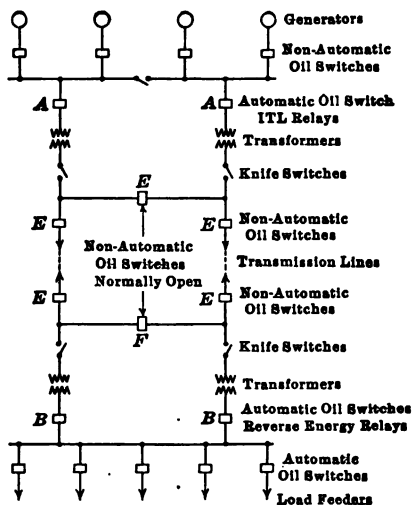 Generators
Non-Automatic
Oil Switches
A
A
Automatic Oil Switch
ITL Relays
Transformers
Knife Switches
E
E
E
Non-Automatic
Oil Switches
Non-Automatic
Oil Switches
Normally Open
Transmission Lines
E
E
Non-Automatic
Oil Switches
F
Knife Switches
Transformers
B
B
Automatic Oil Switches
Reverse Energy Relays
Automatic
Oil Switches
Load Feeders